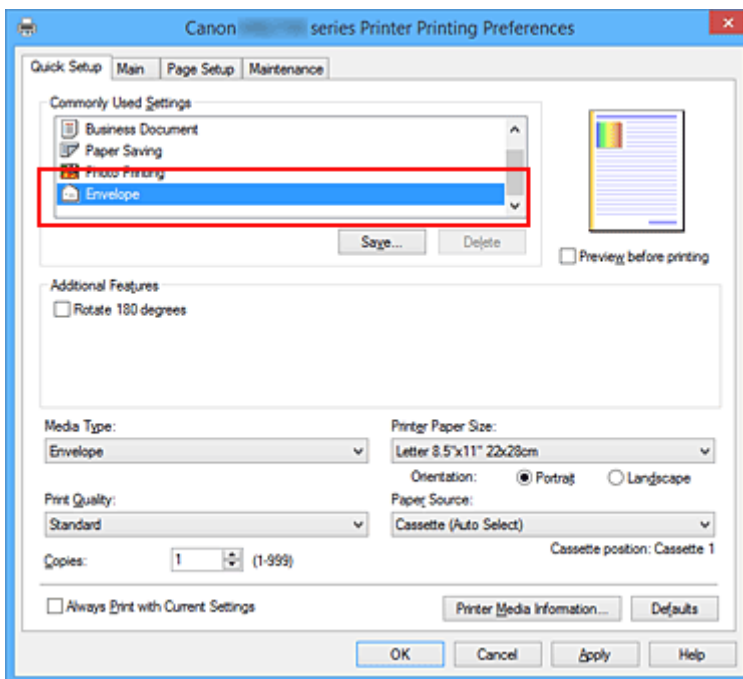 Canon series Printer Printing Preferences
Quick Setup Main Page Setup Maintenance
Commonly Used Settings
Business Document
Paper Saving
Photo Printing
Envelope
Save... Delete
Preview before printing
Additional Features
Rotate 180 degrees
Media Type:
Envelope
Printer Paper Size:
Letter 8.5"x11" 22x28cm
Orientation: Portrait Landscape
Print Quality:
Standard
Paper Source:
Cassette (Auto Select)
Cassette position: Cassette 1
Copies: 1 (1-999)
Always Print with Current Settings
Printer Media Information... Defaults
OK Cancel Apply Help